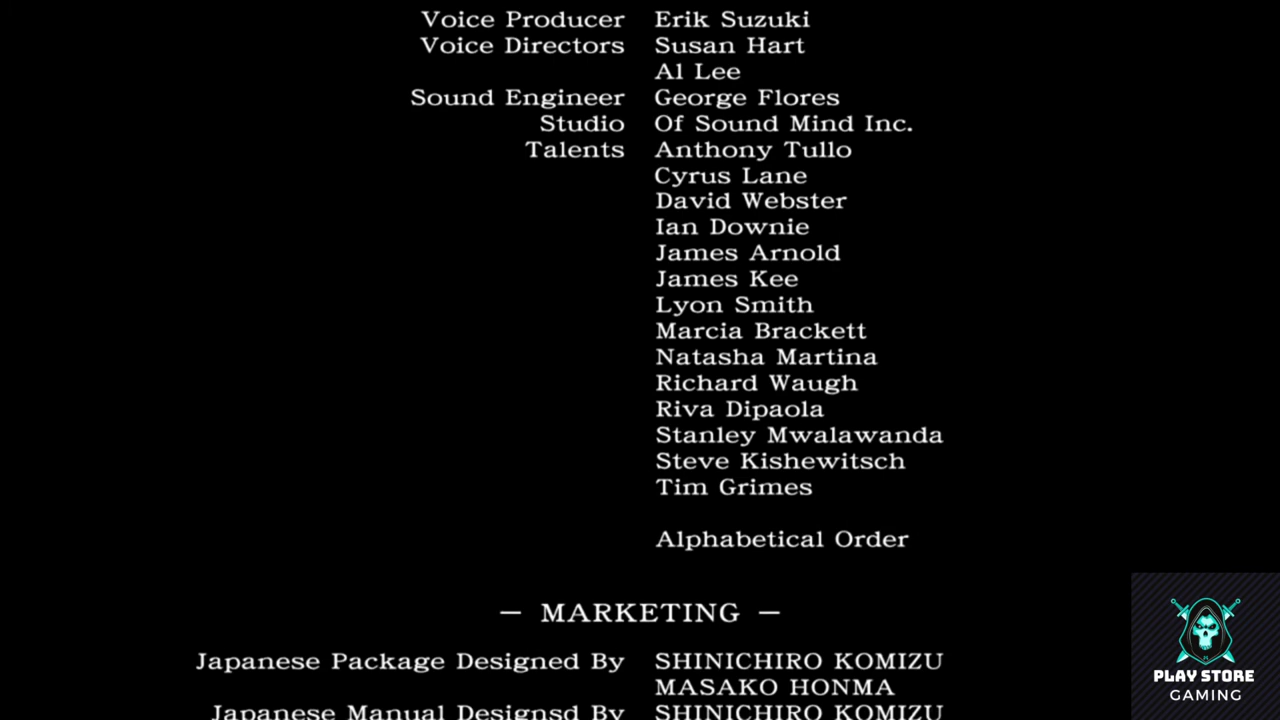 Voice Producer Erik Suzuki
Voice Directors Susan Hart
Al Lee
Sound Engineer George Flores
Studio Of Sound Mind Inc.
Talents Anthony Tullo
Cyrus Lane
David Webster
Ian Downie
James Arnold
James Kee
Lyon Smith
Marcia Brackett
Natasha Martina
Richard Waugh
Riva Dipaola
Stanley Mwalawanda
Steve Kishewitsch
Tim Grimes
Alphabetical Order
— MARKETING —
Japanese Package Designed By SHINICHIRO KOMIZU
MASAKO HONMA
Japanese Manual Designsd By SHINICHIRO KOMIZU
PLAY STORE
GAMING